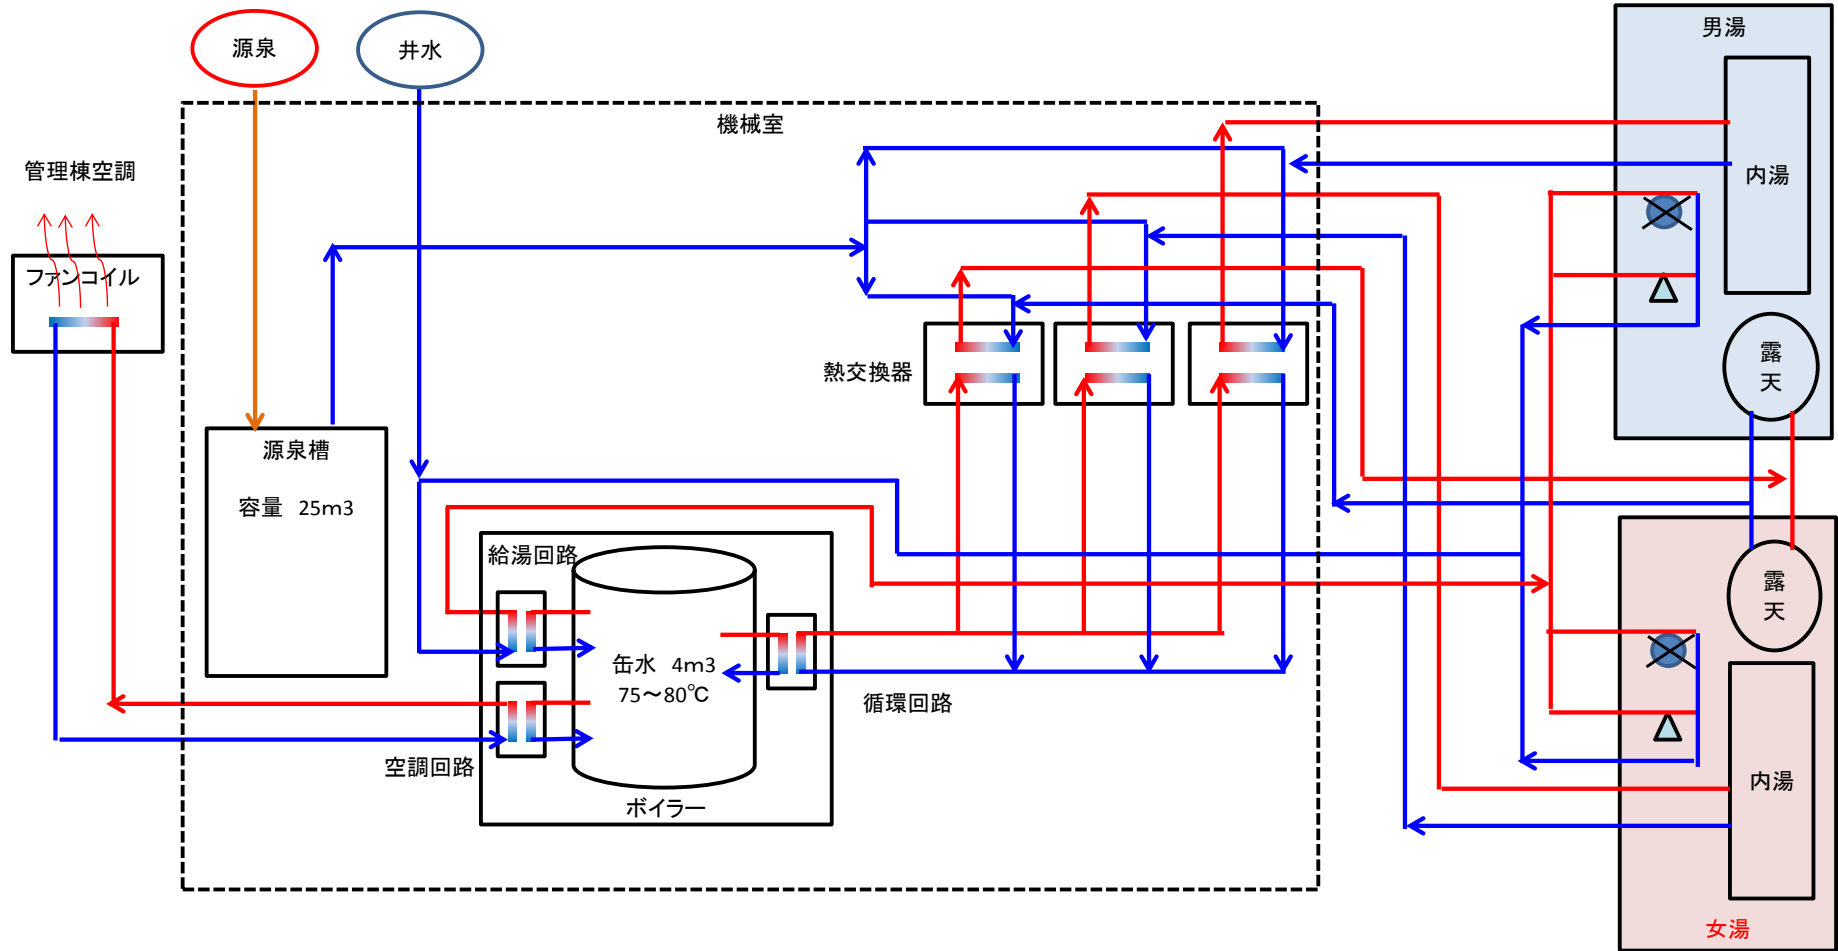 源泉
井水
男湯
機械室
管理棟空調
内湯
ファンコイル
露
天
熱交換器
源泉槽
容量 25m3
給湯回路
露
天
缶水 4m3
75～80℃
循環回路
空調回路
ボイラー
内湯
女湯